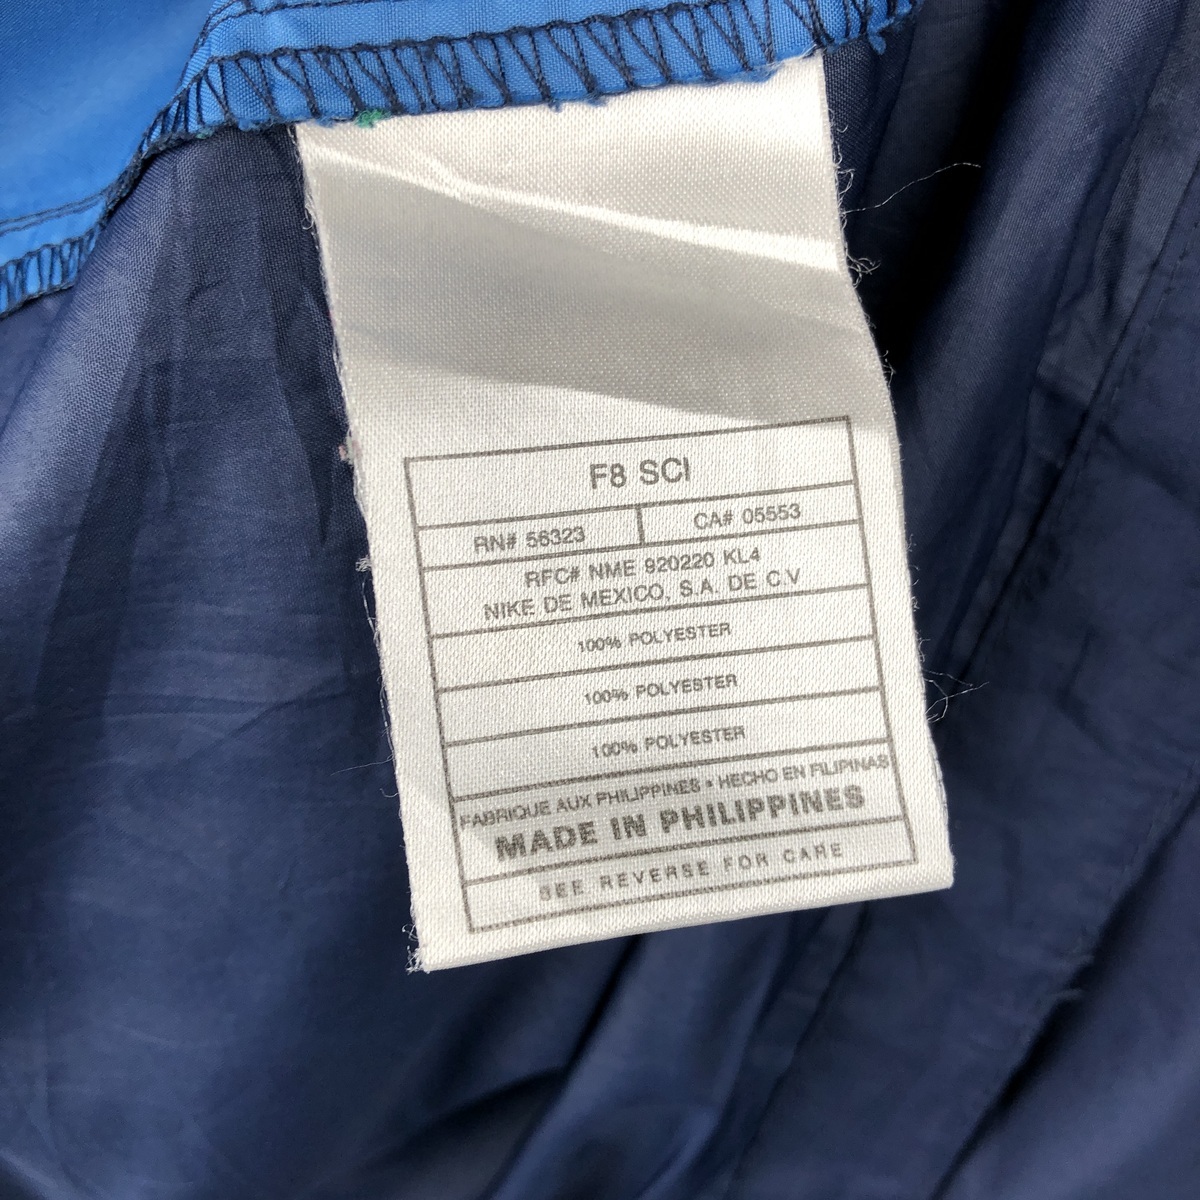 F8 SCI
RN# 56323 CA# 05553
RFC# NME 920220 KL4
NIKE DE MEXICO, S.A. DE C.V
100% POLYESTER
100% POLYESTER
100% POLYESTER
FABRIQUE AUX PHILIPPINES • HECHO EN FILIPINAS
MADE IN PHILIPPINES
SEE REVERSE FOR CARE